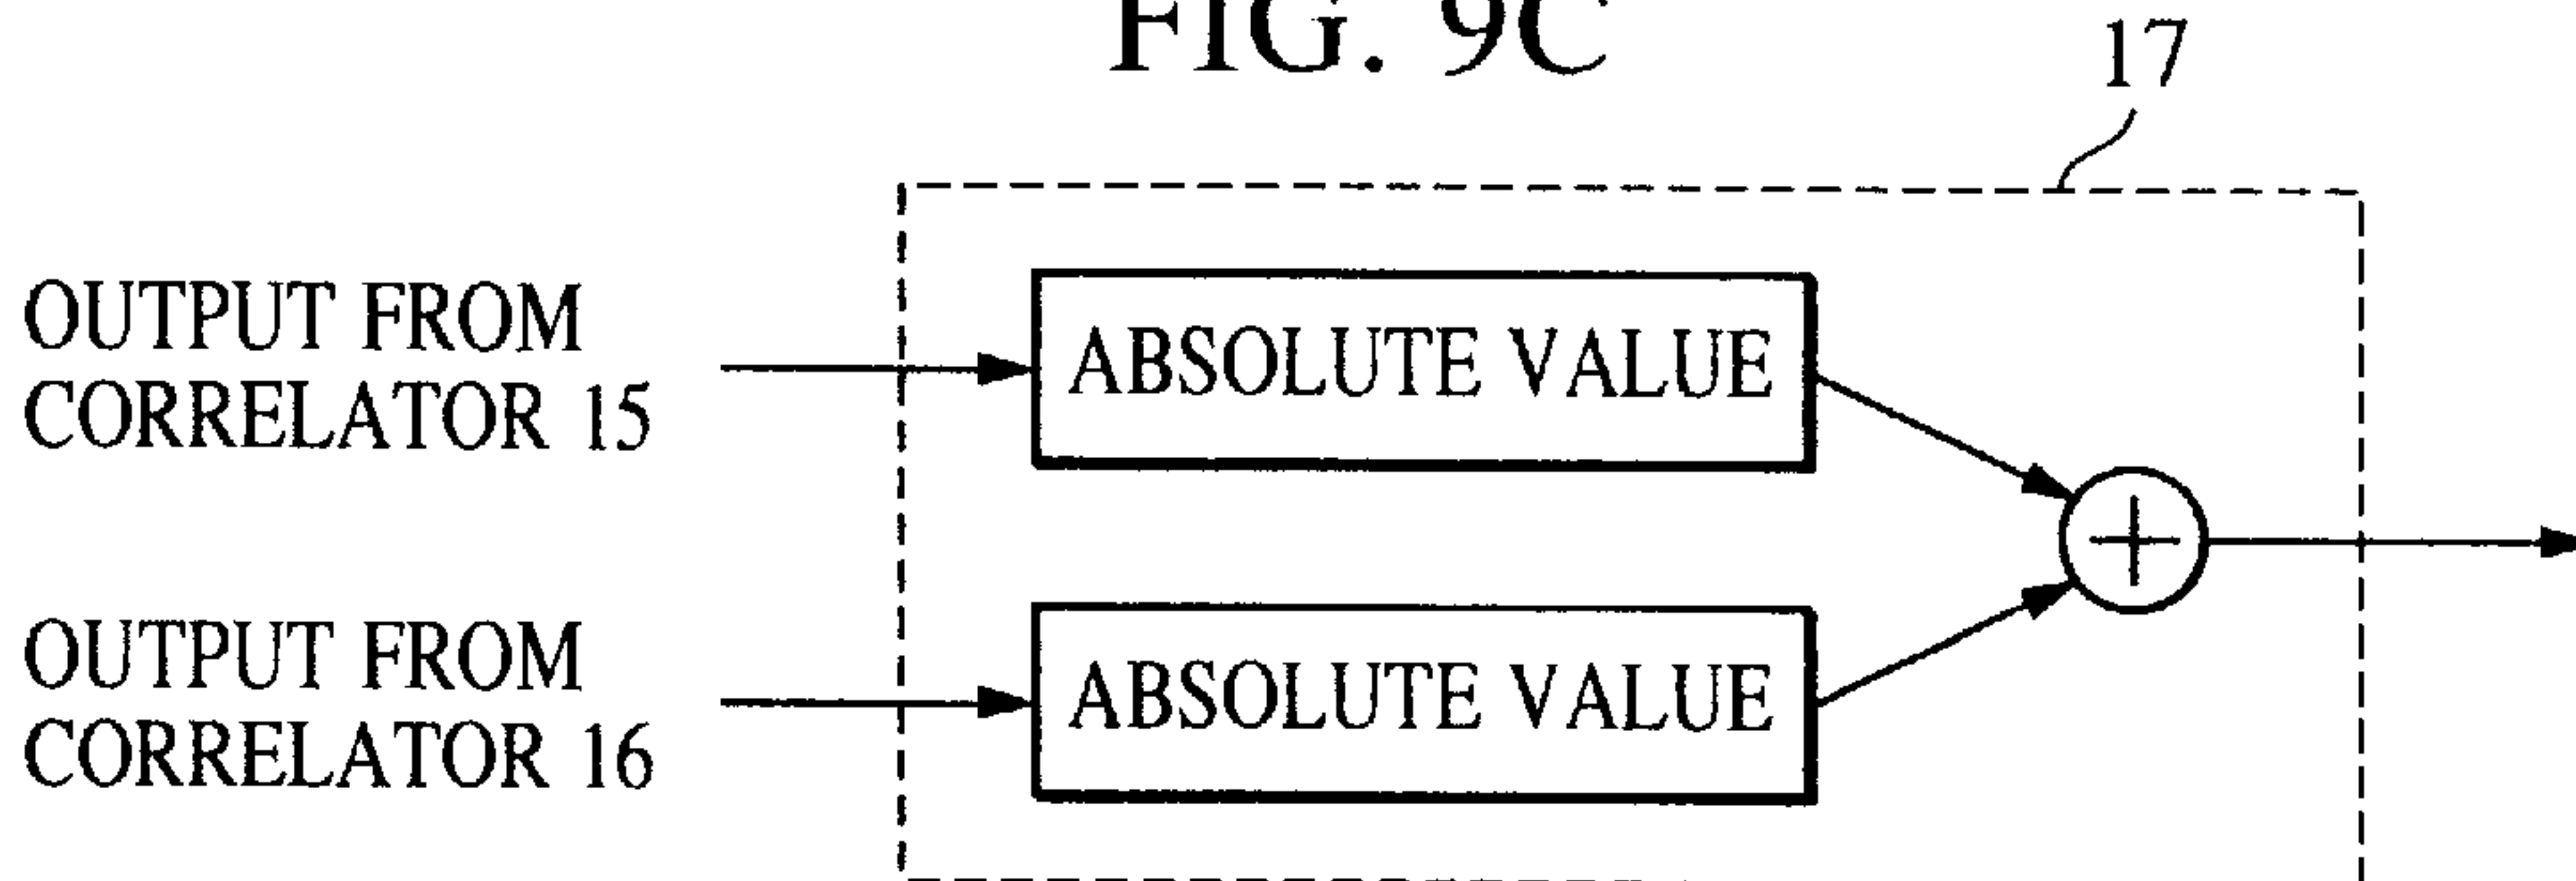 FIG. 9C
17
OUTPUT FROM
CORRELATOR 15
ABSOLUTE VALUE
OUTPUT FROM
CORRELATOR 16
ABSOLUTE VALUE